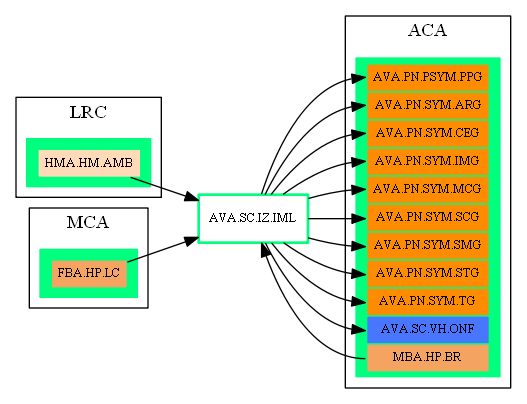 ACA
AVA.PN.PSYM.PPG
AVA.PN.SYM.ARG
LRC
AVA.PN.SYM.CEG
HMA.HM.AMB
AVA.PN.SYM.IMG
AVA.PN.SYM.MCG
MCA
AVA.SC.IZ.IML
AVA.PN.SYM.SCG
AVA.PN.SYM.SMG
FBA.HP.LC
AVA.PN.SYM.STG
AVA.PN.SYM.TG
AVA.SC.VH.ONF
MBA.HP.BR